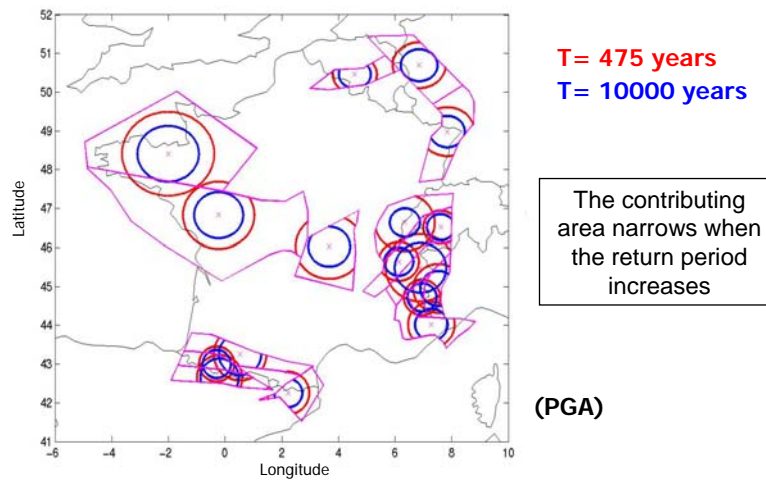 52
51
50
49
48
47
46
45
44
43
42
41
Latitude
−6
−4
−2
0
2
4
6
8
10
Longitude
T= 475 years
T= 10000 years
The contributing
area narrows when
the return period
increases
(PGA)